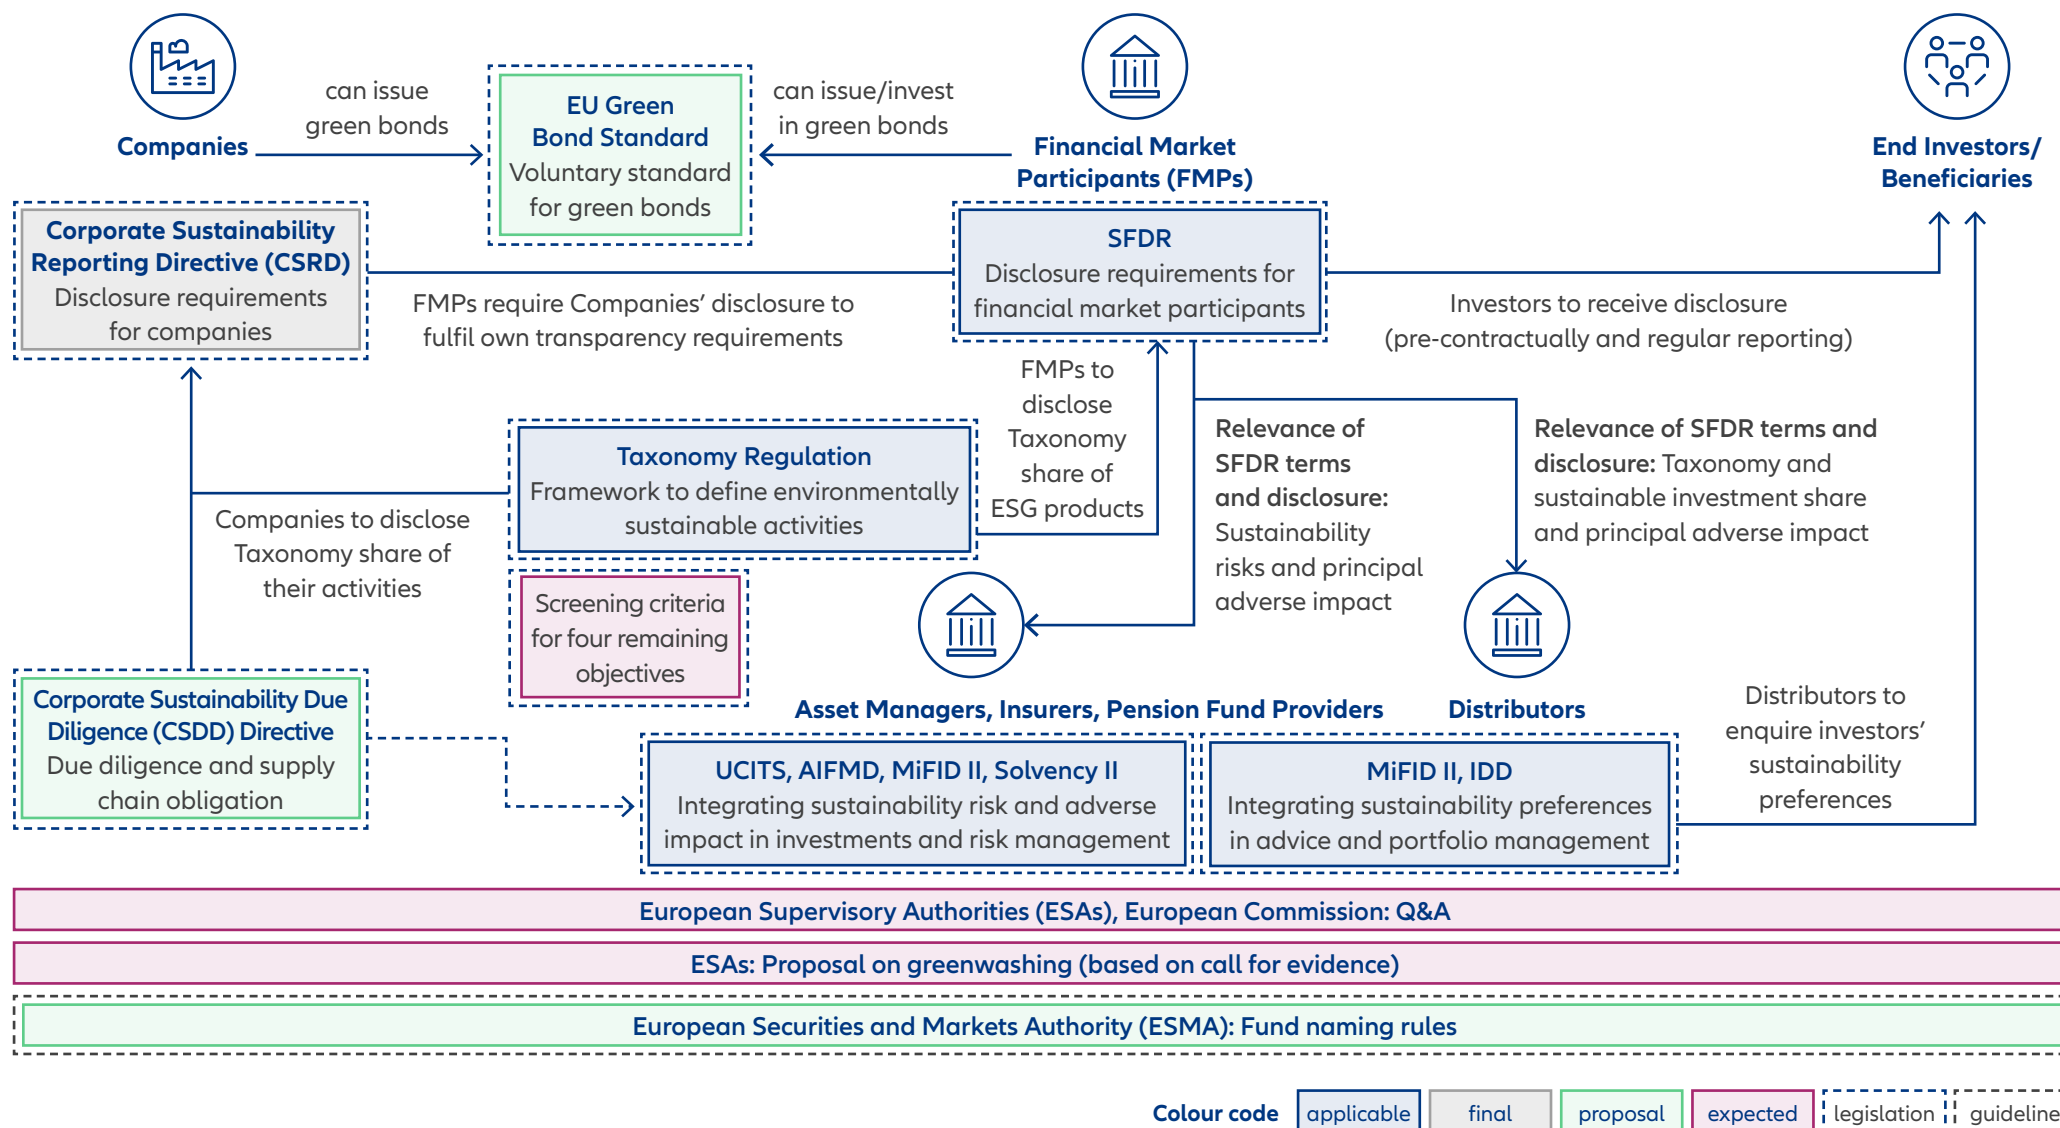 can issue
green bonds
EU Green
Bond Standard
Voluntary standard
for green bonds
can issue/invest
in green bonds
Companies
Financial Market
Participants (FMPs)
End Investors/
Beneficiaries
Corporate Sustainability
Reporting Directive (CSRD)
Disclosure requirements
for companies
FMPs require Companies’ disclosure to
fulfil own transparency requirements
SFDR
Disclosure requirements for
financial market participants
Investors to receive disclosure
(pre-contractually and regular reporting)
Taxonomy Regulation
Framework to define environmentally
sustainable activities
FMPs to
disclose
Taxonomy
share of
ESG products
Relevance of
SFDR terms
and disclosure:
Sustainability
risks and principal
adverse impact
Relevance of SFDR terms and
disclosure: Taxonomy and
sustainable investment share
and principal adverse impact
Companies to disclose
Taxonomy share of
their activities
Screening criteria
for four remaining
objectives
Corporate Sustainability Due
Diligence (CSDD) Directive
Due diligence and supply
chain obligation
Asset Managers, Insurers, Pension Fund Providers
Distributors
UCITS, AIFMD, MiFID II, Solvency II
Integrating sustainability risk and adverse
impact in investments and risk management
MiFID II, IDD
Integrating sustainability preferences
in advice and portfolio management
Distributors to
enquire investors’
sustainability
preferences
European Supervisory Authorities (ESAs), European Commission: Q&A
ESAs: Proposal on greenwashing (based on call for evidence)
European Securities and Markets Authority (ESMA): Fund naming rules
Colour code
applicable
final
proposal
expected
legislation
guideline